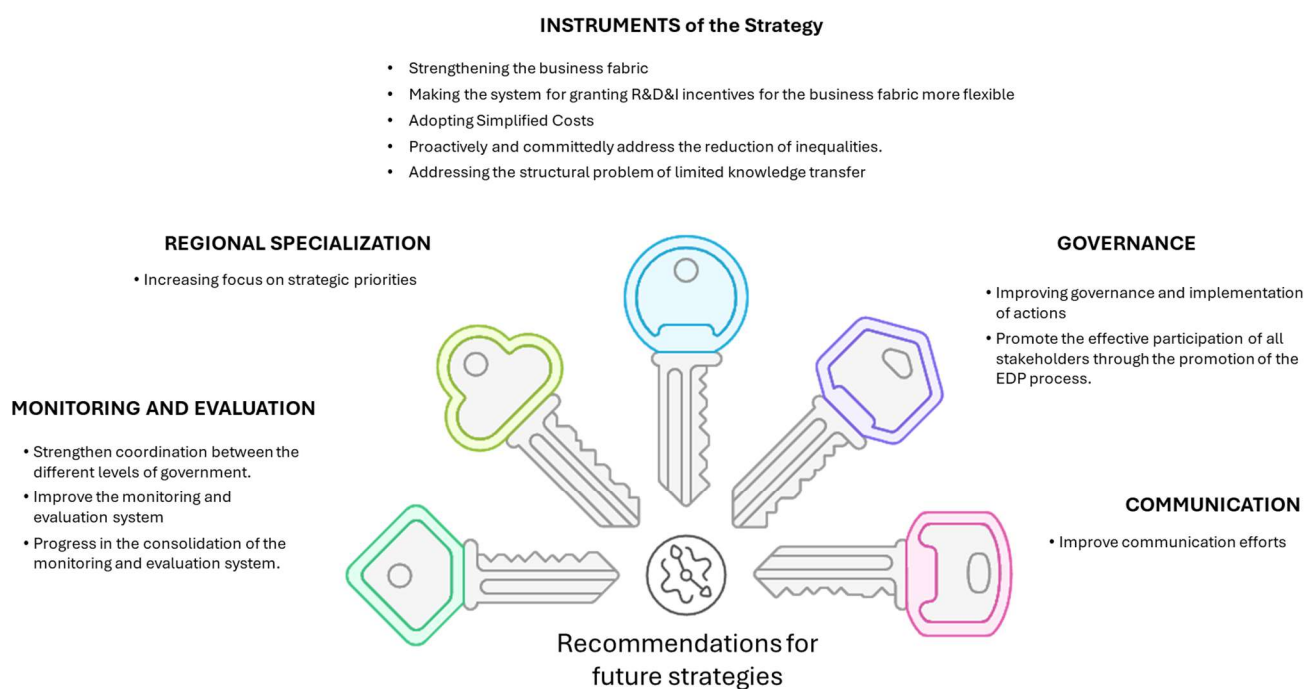 INSTRUMENTS of the Strategy
• Strengthening the business fabric
• Making the system for granting R&D&I incentives for the business fabric more flexible
• Adopting Simplified Costs
• Proactively and committedly address the reduction of inequalities.
• Addressing the structural problem of limited knowledge transfer
REGIONAL SPECIALIZATION
• Increasing focus on strategic priorities
GOVERNANCE
• Improving governance and implementation
of actions
• Promote the effective participation of all
stakeholders through the promotion of the
EDP process.
MONITORING AND EVALUATION
• Strengthen coordination between the
different levels of government.
• Improve the monitoring and
evaluation system
• Progress in the consolidation of the
monitoring and evaluation system.
COMMUNICATION
• Improve communication efforts
Recommendations for
future strategies